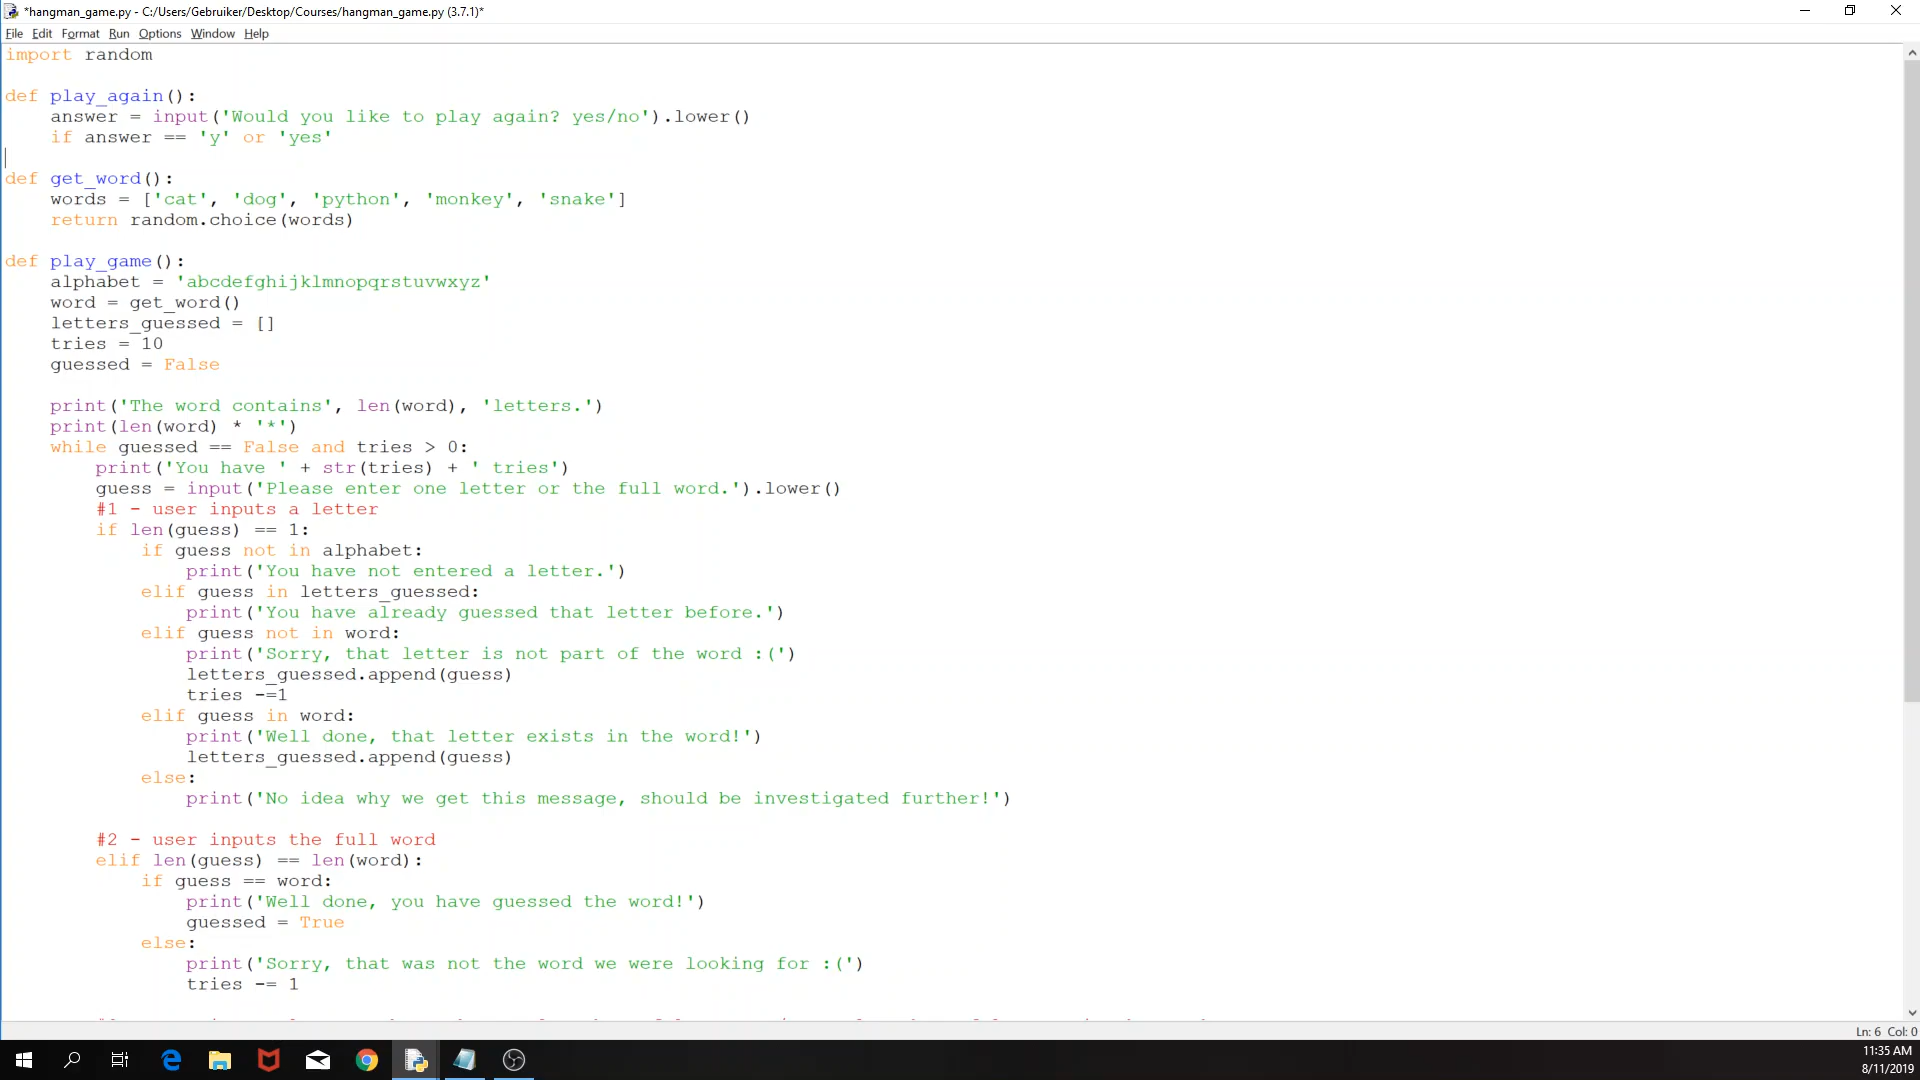 *hangman_game.py - C:/Users/Gebruiker/Desktop/Courses/hangman_game.py (3.7.1)*
File Edit Format Run Options Window Help
import random
def play_again():
    answer = input('Would you like to play again? yes/no').lower()
    if answer == 'y' or 'yes'
def get_word():
    words = ['cat', 'dog', 'python', 'monkey', 'snake']
    return random.choice(words)
def play_game():
    alphabet = 'abcdefghijklmnopqrstuvwxyz'
    word = get_word()
    letters_guessed = []
    tries = 10
    guessed = False
    print('The word contains', len(word), 'letters.')
    print(len(word) * '*')
    while guessed == False and tries > 0:
        print('You have ' + str(tries) + ' tries')
        guess = input('Please enter one letter or the full word.').lower()
        #1 - user inputs a letter
        if len(guess) == 1:
            if guess not in alphabet:
                print('You have not entered a letter.')
            elif guess in letters_guessed:
                print('You have already guessed that letter before.')
            elif guess not in word:
                print('Sorry, that letter is not part of the word :(')
                letters_guessed.append(guess)
                tries -=1
            elif guess in word:
                print('Well done, that letter exists in the word!')
                letters_guessed.append(guess)
            else:
                print('No idea why we get this message, should be investigated further!')
        #2 - user inputs the full word
        elif len(guess) == len(word):
            if guess == word:
                print('Well done, you have guessed the word!')
                guessed = True
            else:
                print('Sorry, that was not the word we were looking for :(')
                tries -= 1
Ln: 6 Col: 0
11:35 AM
8/11/2019